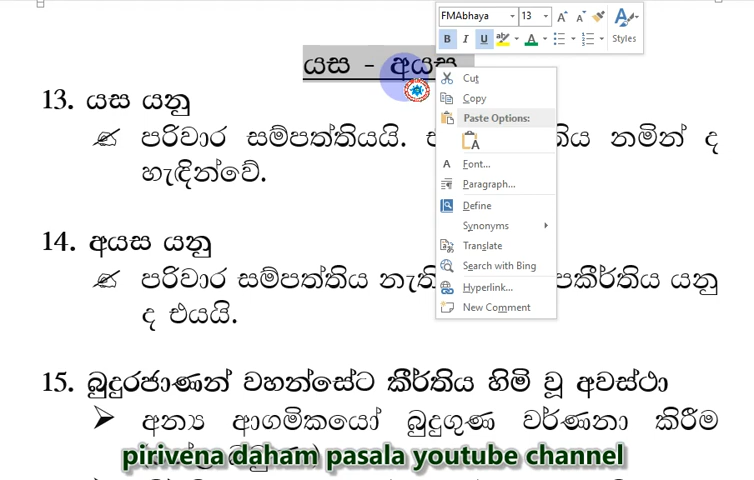 FMAbhaya 13
B I U Styles
යස - අයස
Cut
Copy
Paste Options:
Font...
Paragraph...
Define
Synonyms
Translate
Search with Bing
Hyperlink...
New Comment
13. යස යනු
පරිවාර සම්පත්තියයි. නමින් ද
හැඳින්වේ.
14. අයස යනු
පරිවාර සම්පත්තිය යනු
ද එයයි.
15. බුදුරජාණන් වහන්සේට කීර්තිය හිමි වූ අවස්ථා
අන්‍ය ආගමිකයෝ බුදුගුණ වර්ණනා කිරීම
pirivena daham pasala youtube channel